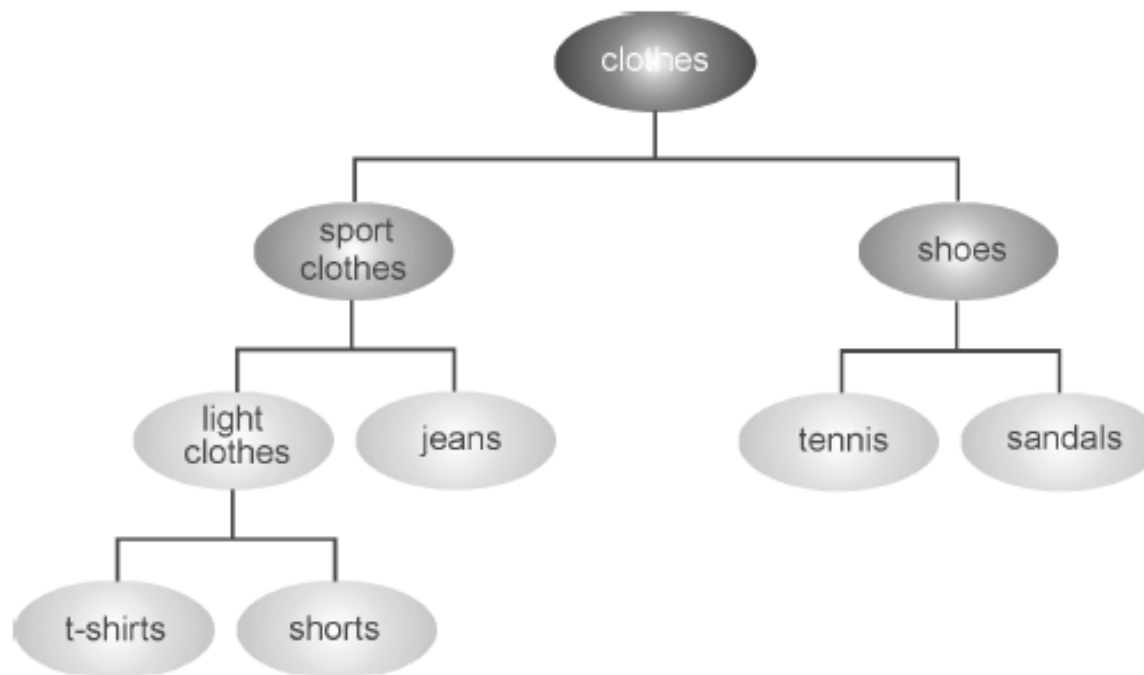 clothes
sport
clothes
shoes
light
clothes
jeans
tennis
sandals
t-shirts
shorts